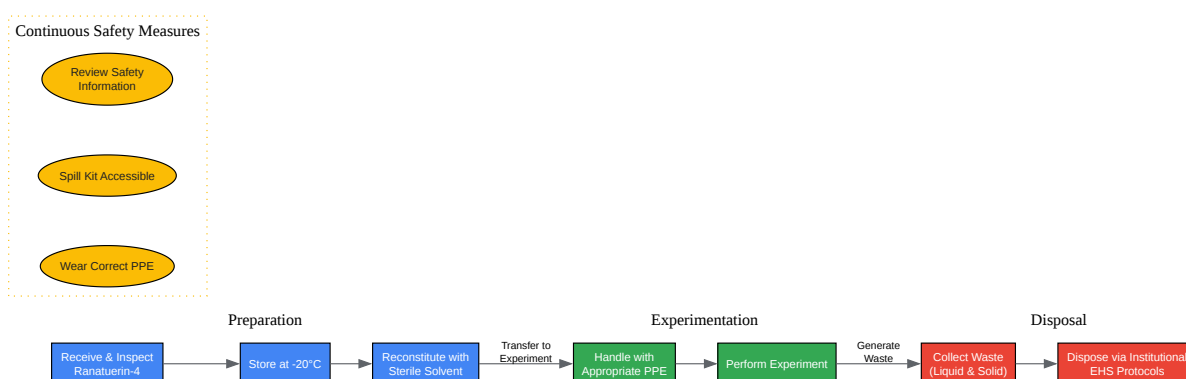 Continuous Safety Measures
Review Safety
Information
Spill Kit Accessible
Wear Correct PPE
Preparation
Experimentation
Disposal
Receive & Inspect
Ranatuerin-4
Store at -20°C
Reconstitute with
Sterile Solvent
Transfer to
Experiment
Handle with
Appropriate PPE
Perform Experiment
Generate
Waste
Collect Waste
(Liquid & Solid)
Dispose via Institutional
EHS Protocols